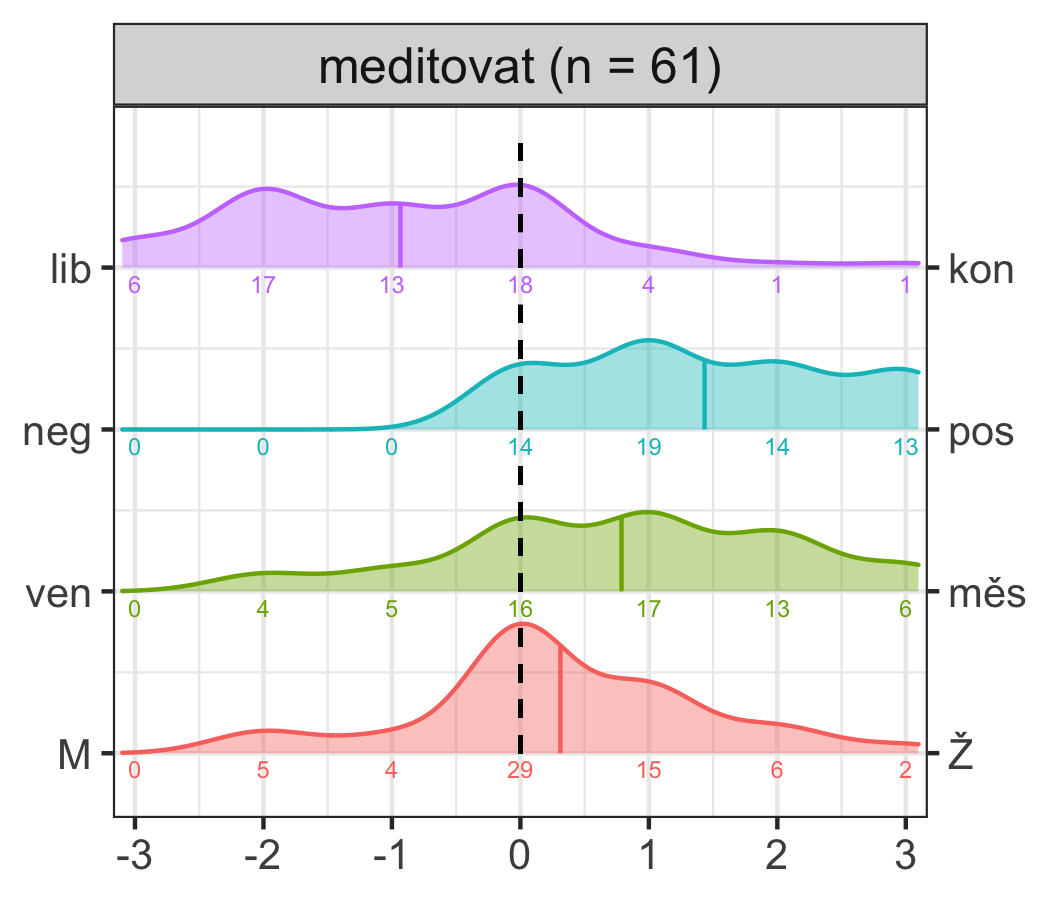 meditovat (n = 61)
lib kon
6 17 13 18 4 1 1
neg pos
0 0 0 14 19 14 13
ven měs
0 4 5 16 17 13 6
M Ž
0 5 4 29 15 6 2
-3 -2 -1 0 1 2 3